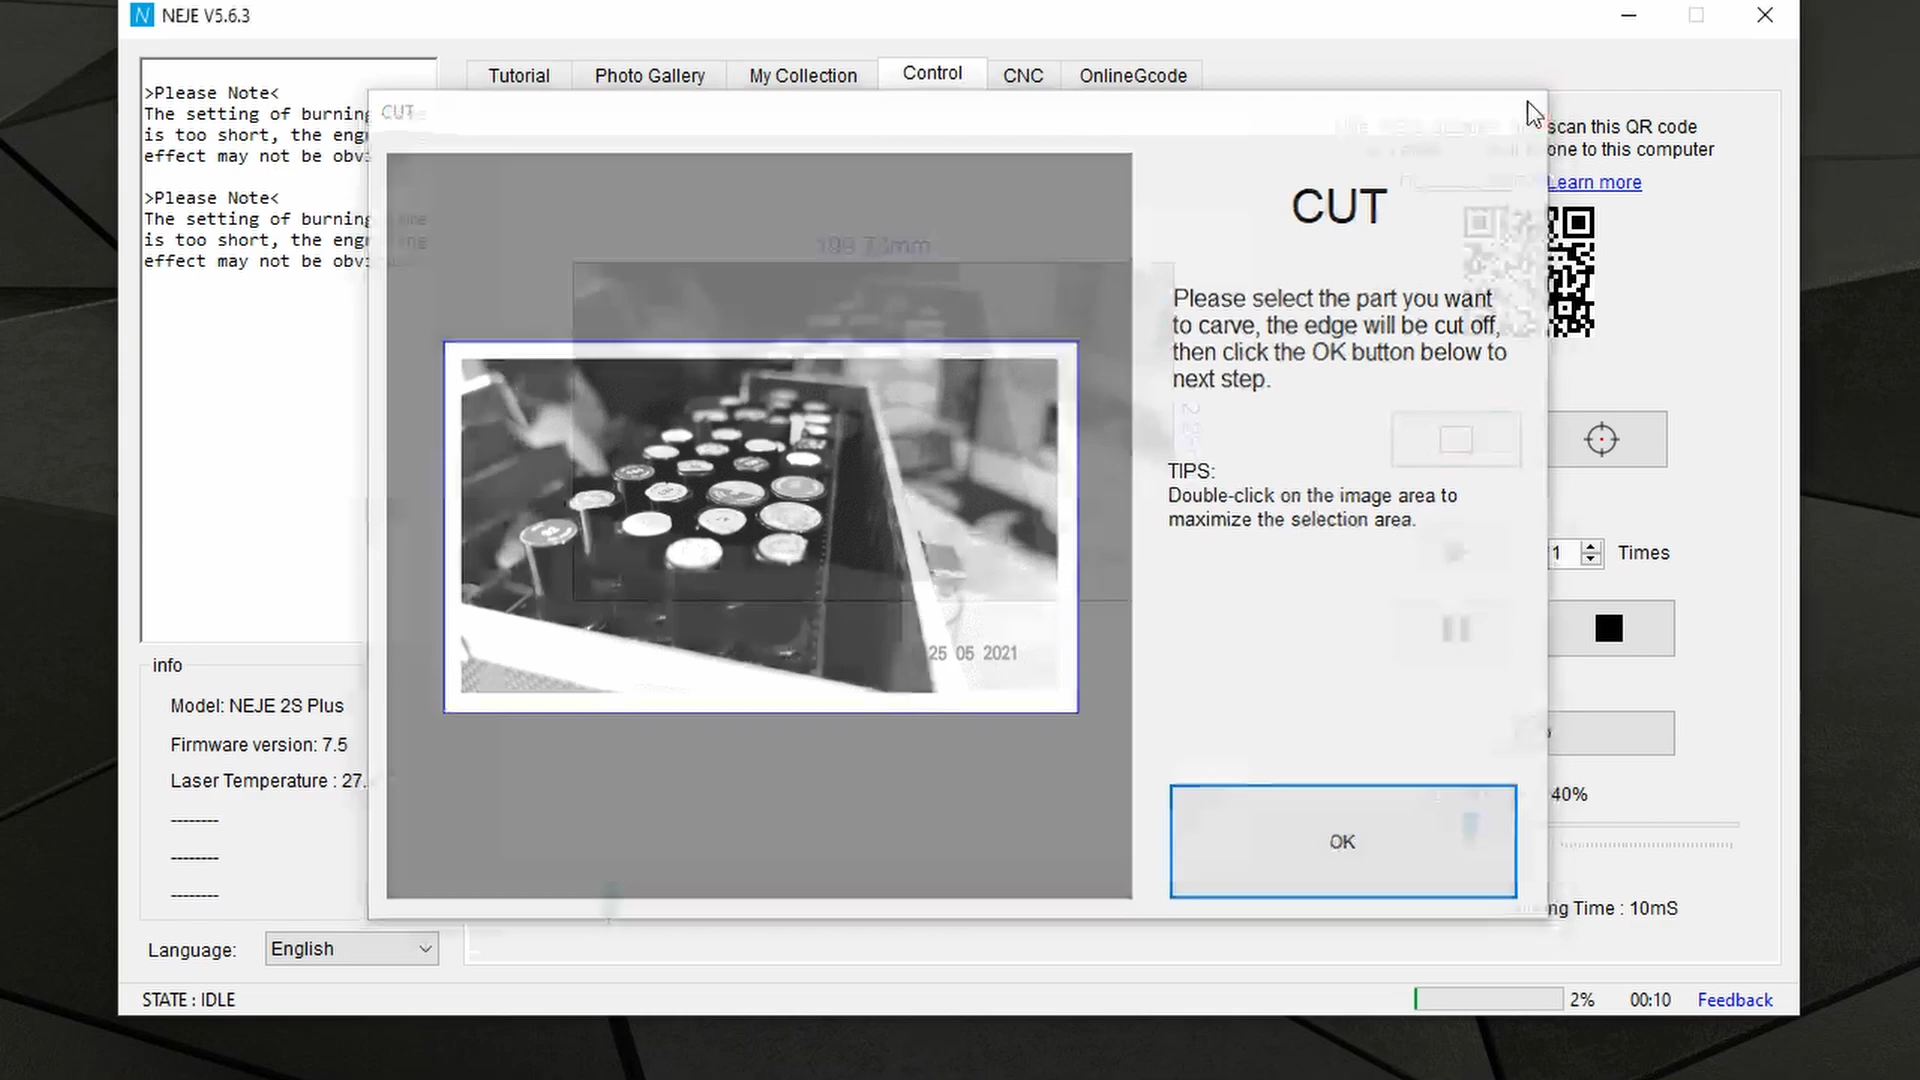 NEJE V5.6.3
Tutorial
Photo Gallery
My Collection
Control
CNC
OnlineGcode
>Please Note<
The setting of burning
is too short, the
effect may not be
>Please Note<
The setting of burning
is too short, the
effect may not be
CUT
scan this QR code
to this computer
Learn more
CUT
Please select the part you want
to carve, the edge will be cut off,
then click the OK button below to
next step.
TIPS:
Double-click on the image area to
maximize the selection area.
25 05 2021
1
Times
OK
40%
Time : 10mS
info
Model: NEJE 2S Plus
Firmware version: 7.5
Laser Temperature : 27.
--------
--------
--------
Language:
English
STATE : IDLE
2%
00:10
Feedback